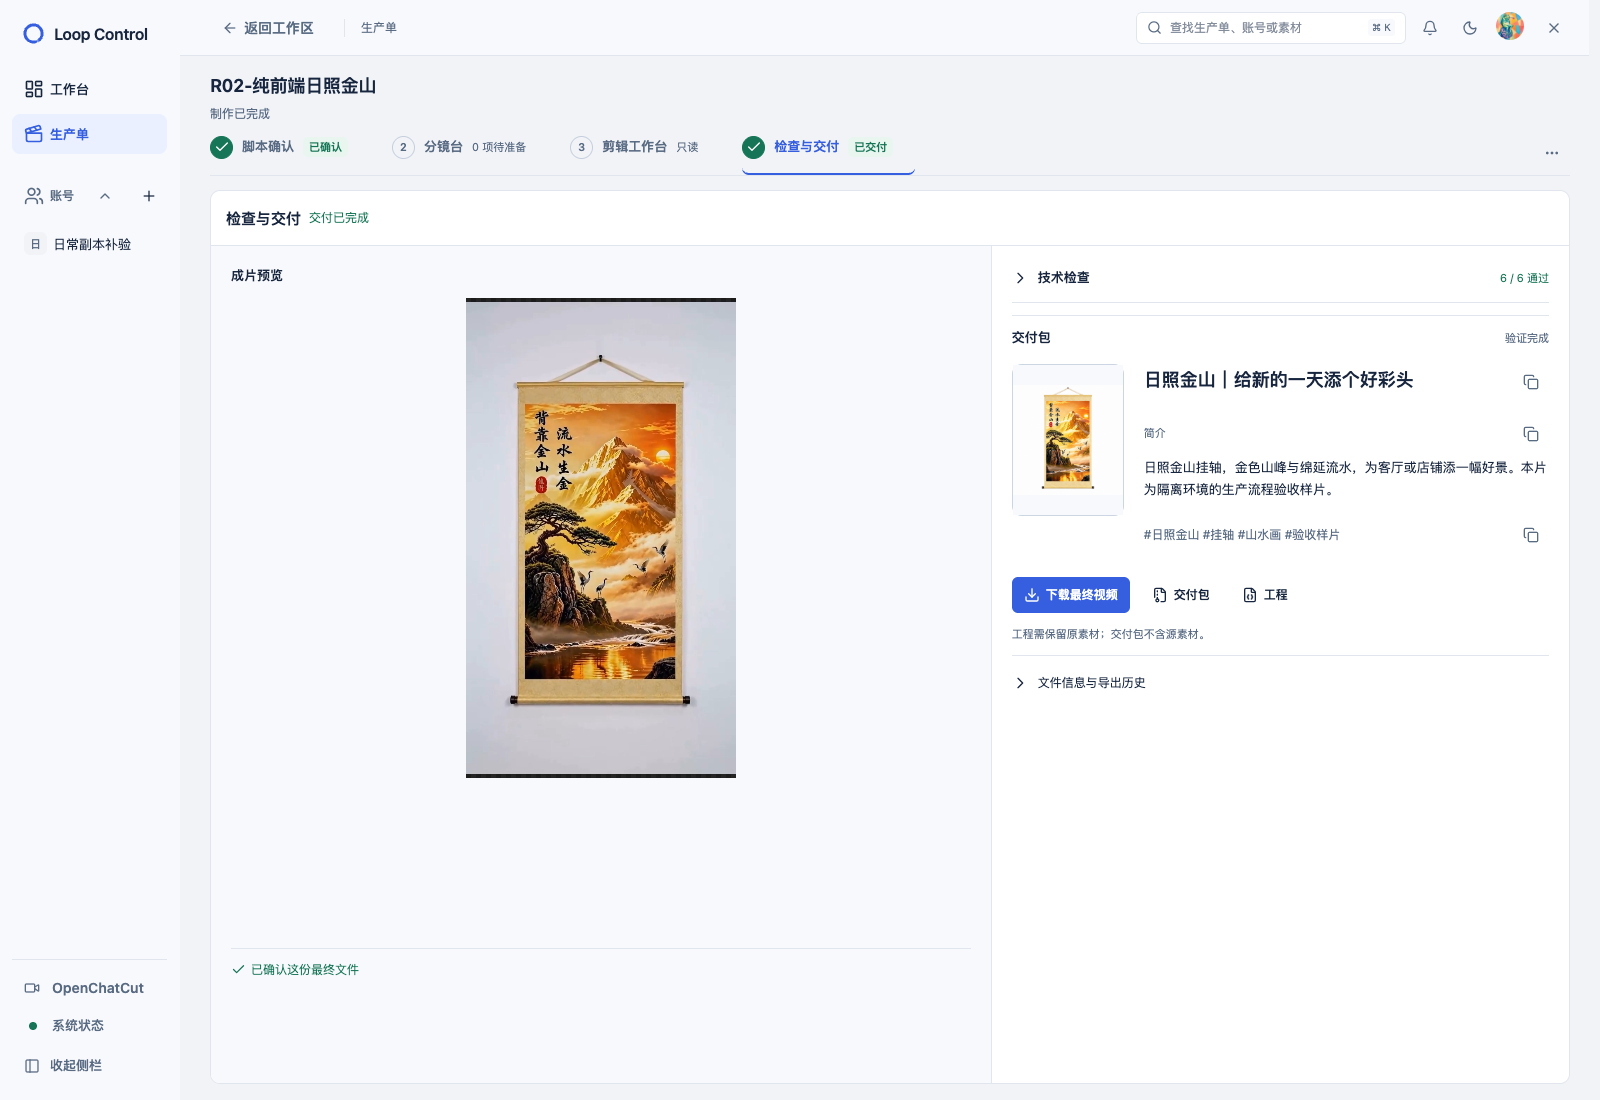 Loop Control
工作台
生产单
账号
日 日常副本补验
OpenChatCut
系统状态
收起侧栏
返回工作区
生产单
查找生产单、账号或素材
⌘ K
R02-纯前端日照金山
制作已完成
脚本确认 已确认
2 分镜台 0 项待准备
3 剪辑工作台 只读
检查与交付 已交付
检查与交付 交付已完成
成片预览
背靠金山
流水生金
已确认这份最终文件
技术检查 6 / 6 通过
交付包 验证完成
背靠金山
流水生金
日照金山｜给新的一天添个好彩头
简介
日照金山挂轴，金色山峰与绵延流水，为客厅或店铺添一幅好景。本片
为隔离环境的生产流程验收样片。
#日照金山 #挂轴 #山水画 #验收样片
下载最终视频
交付包
工程
工程需保留原素材；交付包不含源素材。
文件信息与导出历史